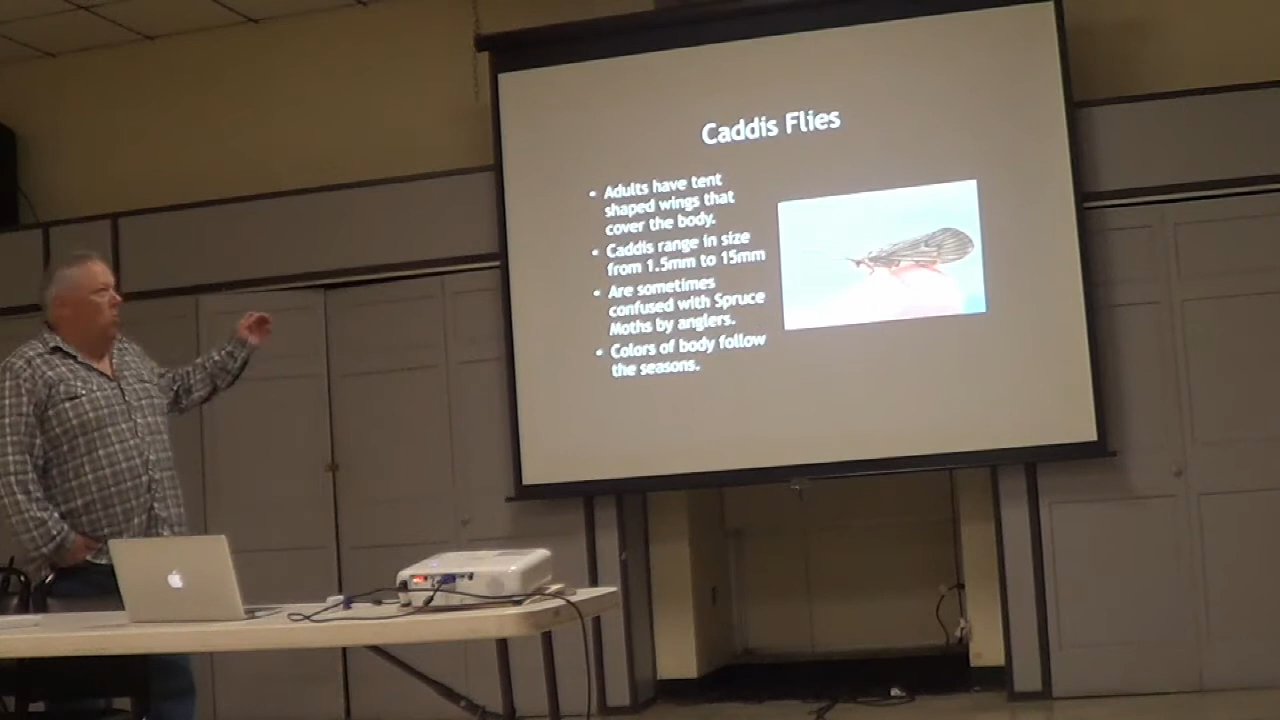 Caddis Flies
• Adults have tent
shaped wings that
cover the body.
• Caddis range in size
from 1.5mm to 15mm
• Are sometimes
confused with Spruce
Moths by anglers.
• Colors of body follow
the seasons.